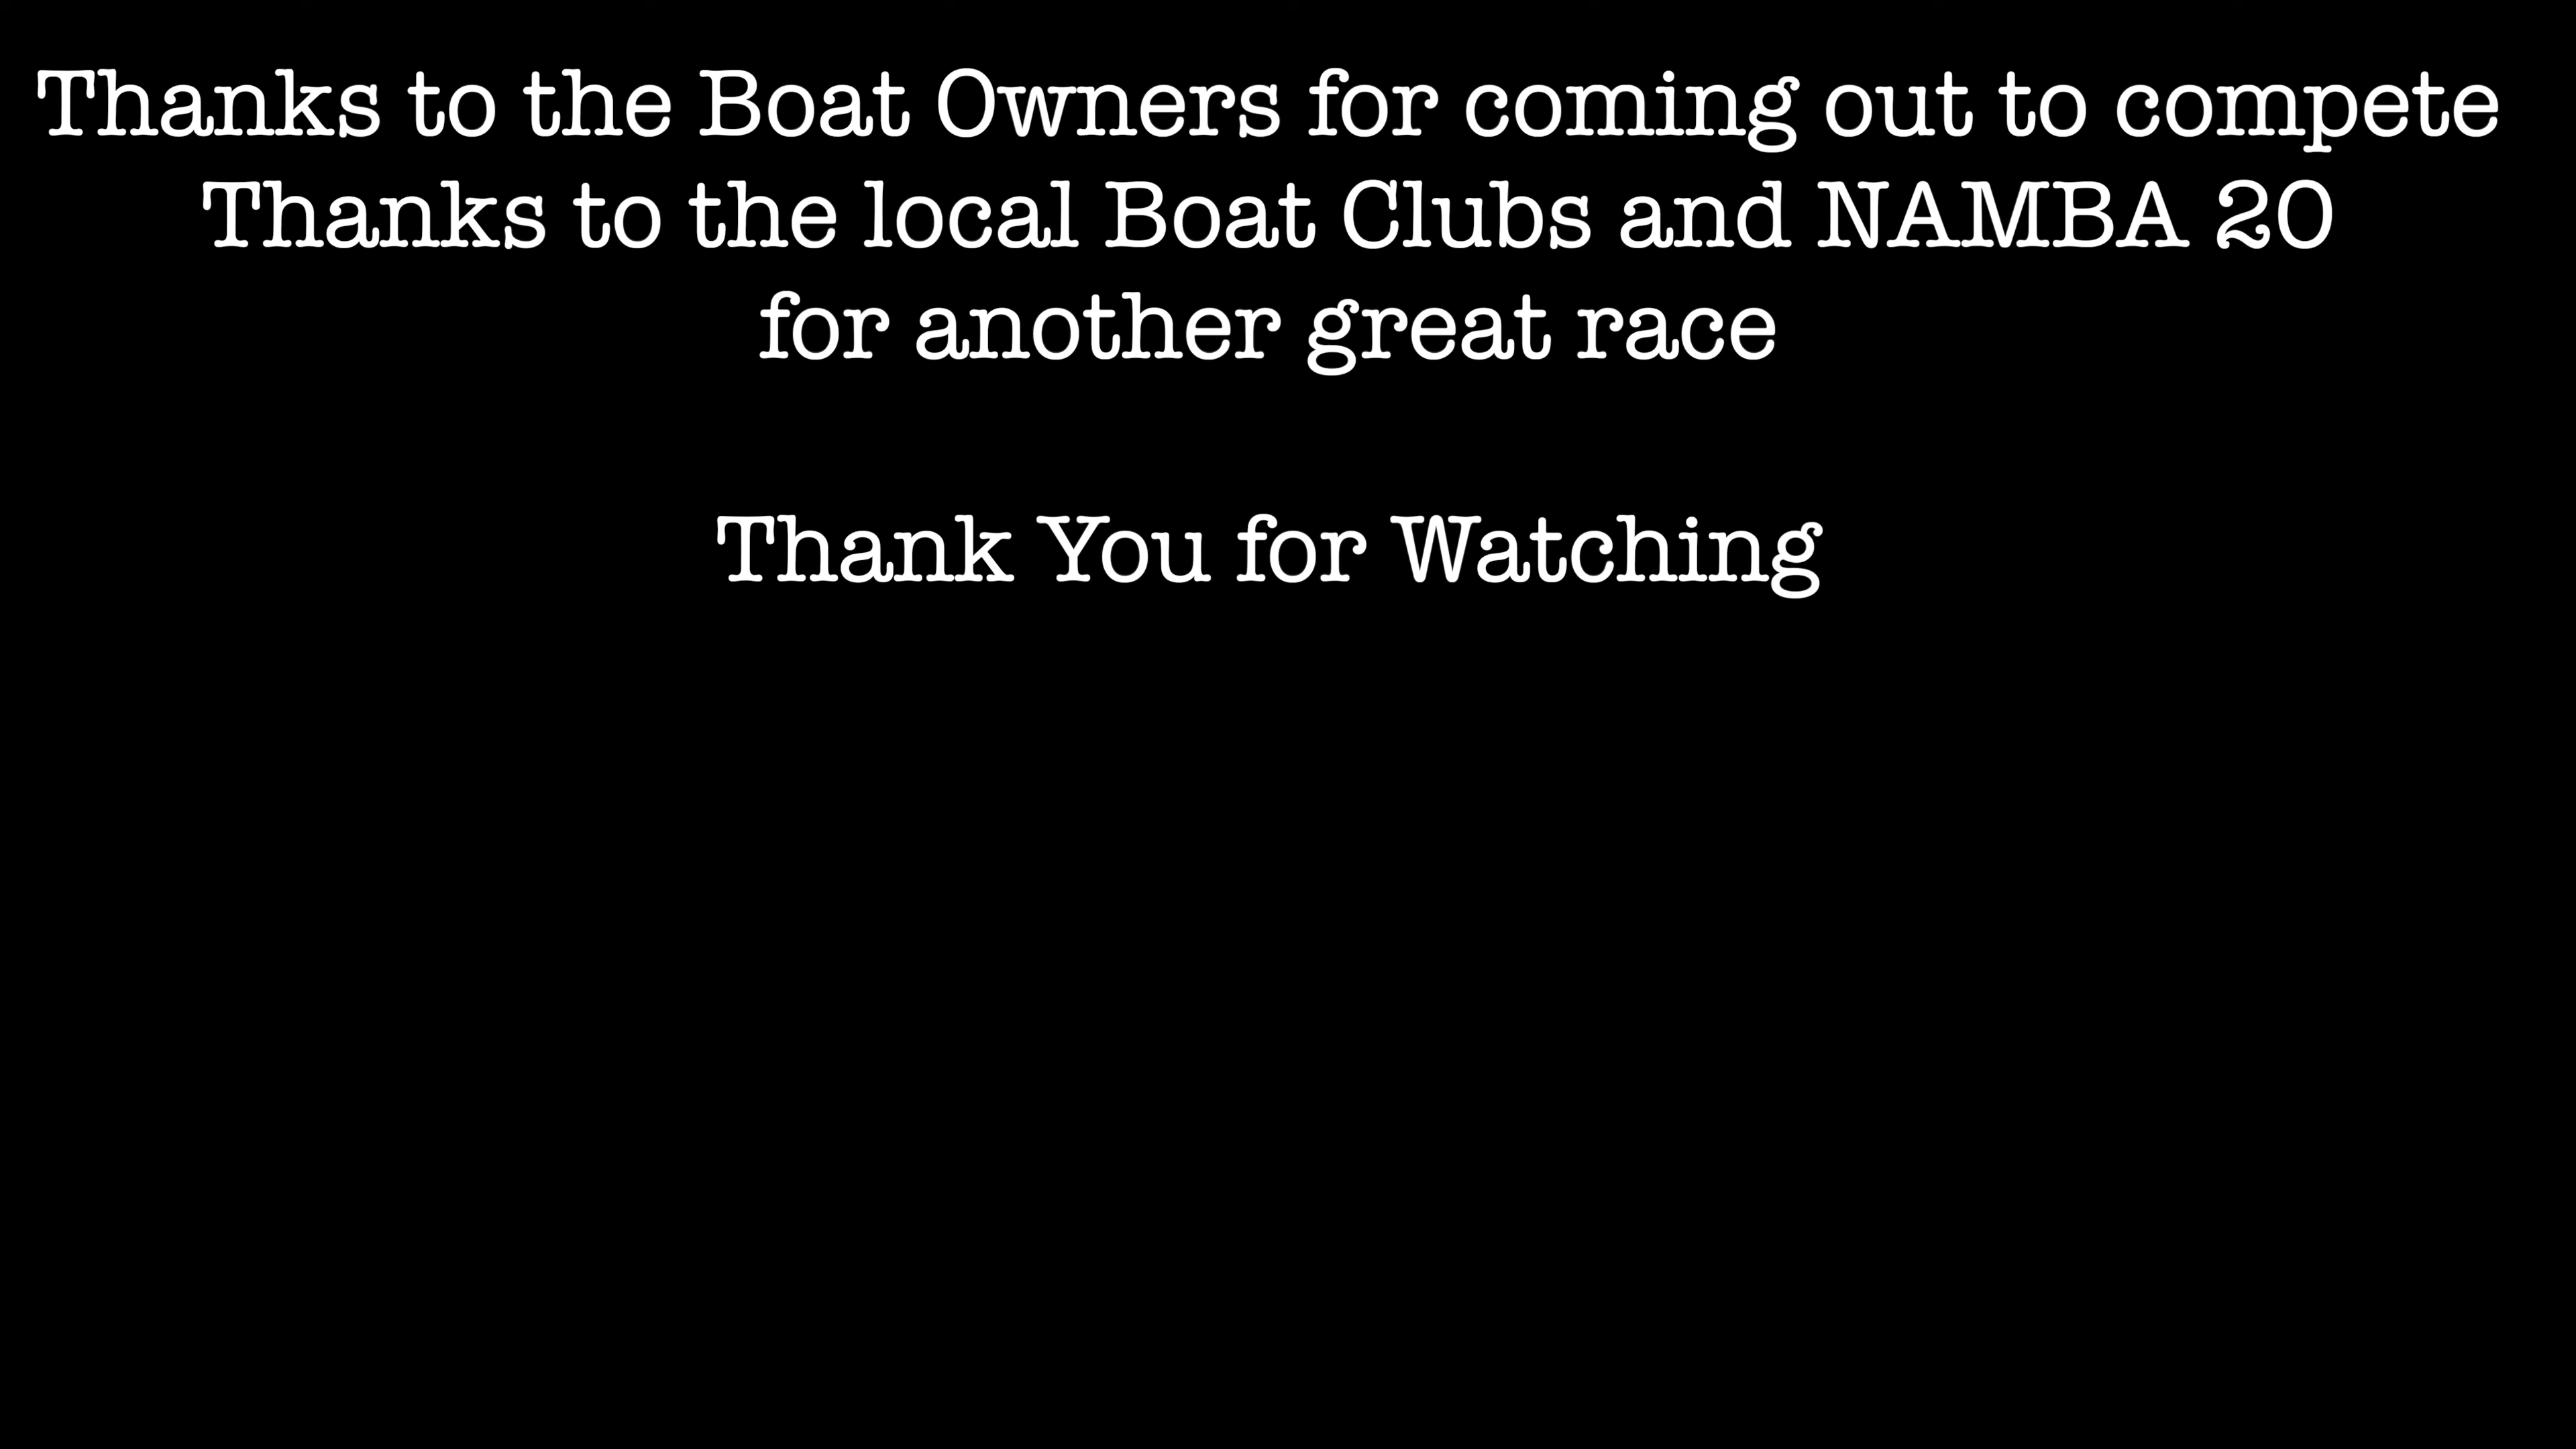 Thanks to the Boat Owners for coming out to compete
Thanks to the local Boat Clubs and NAMBA 20
for another great race
Thank You for Watching